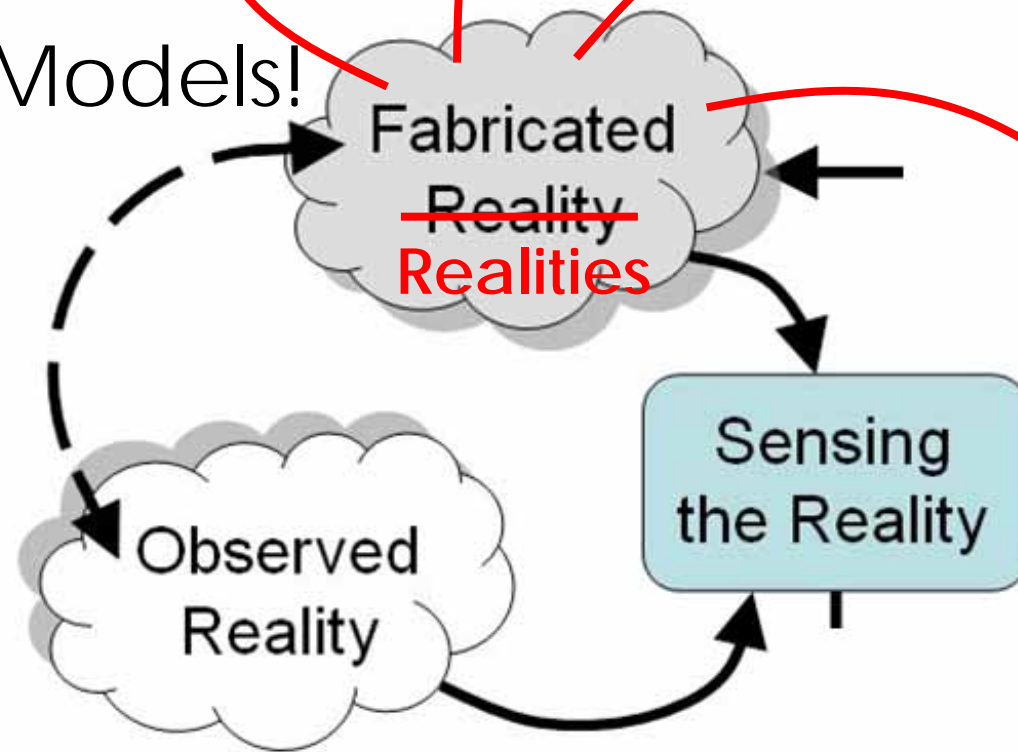 Models!
Fabricated
Reality
Realities
Sensing
the Reality
Observed
Reality